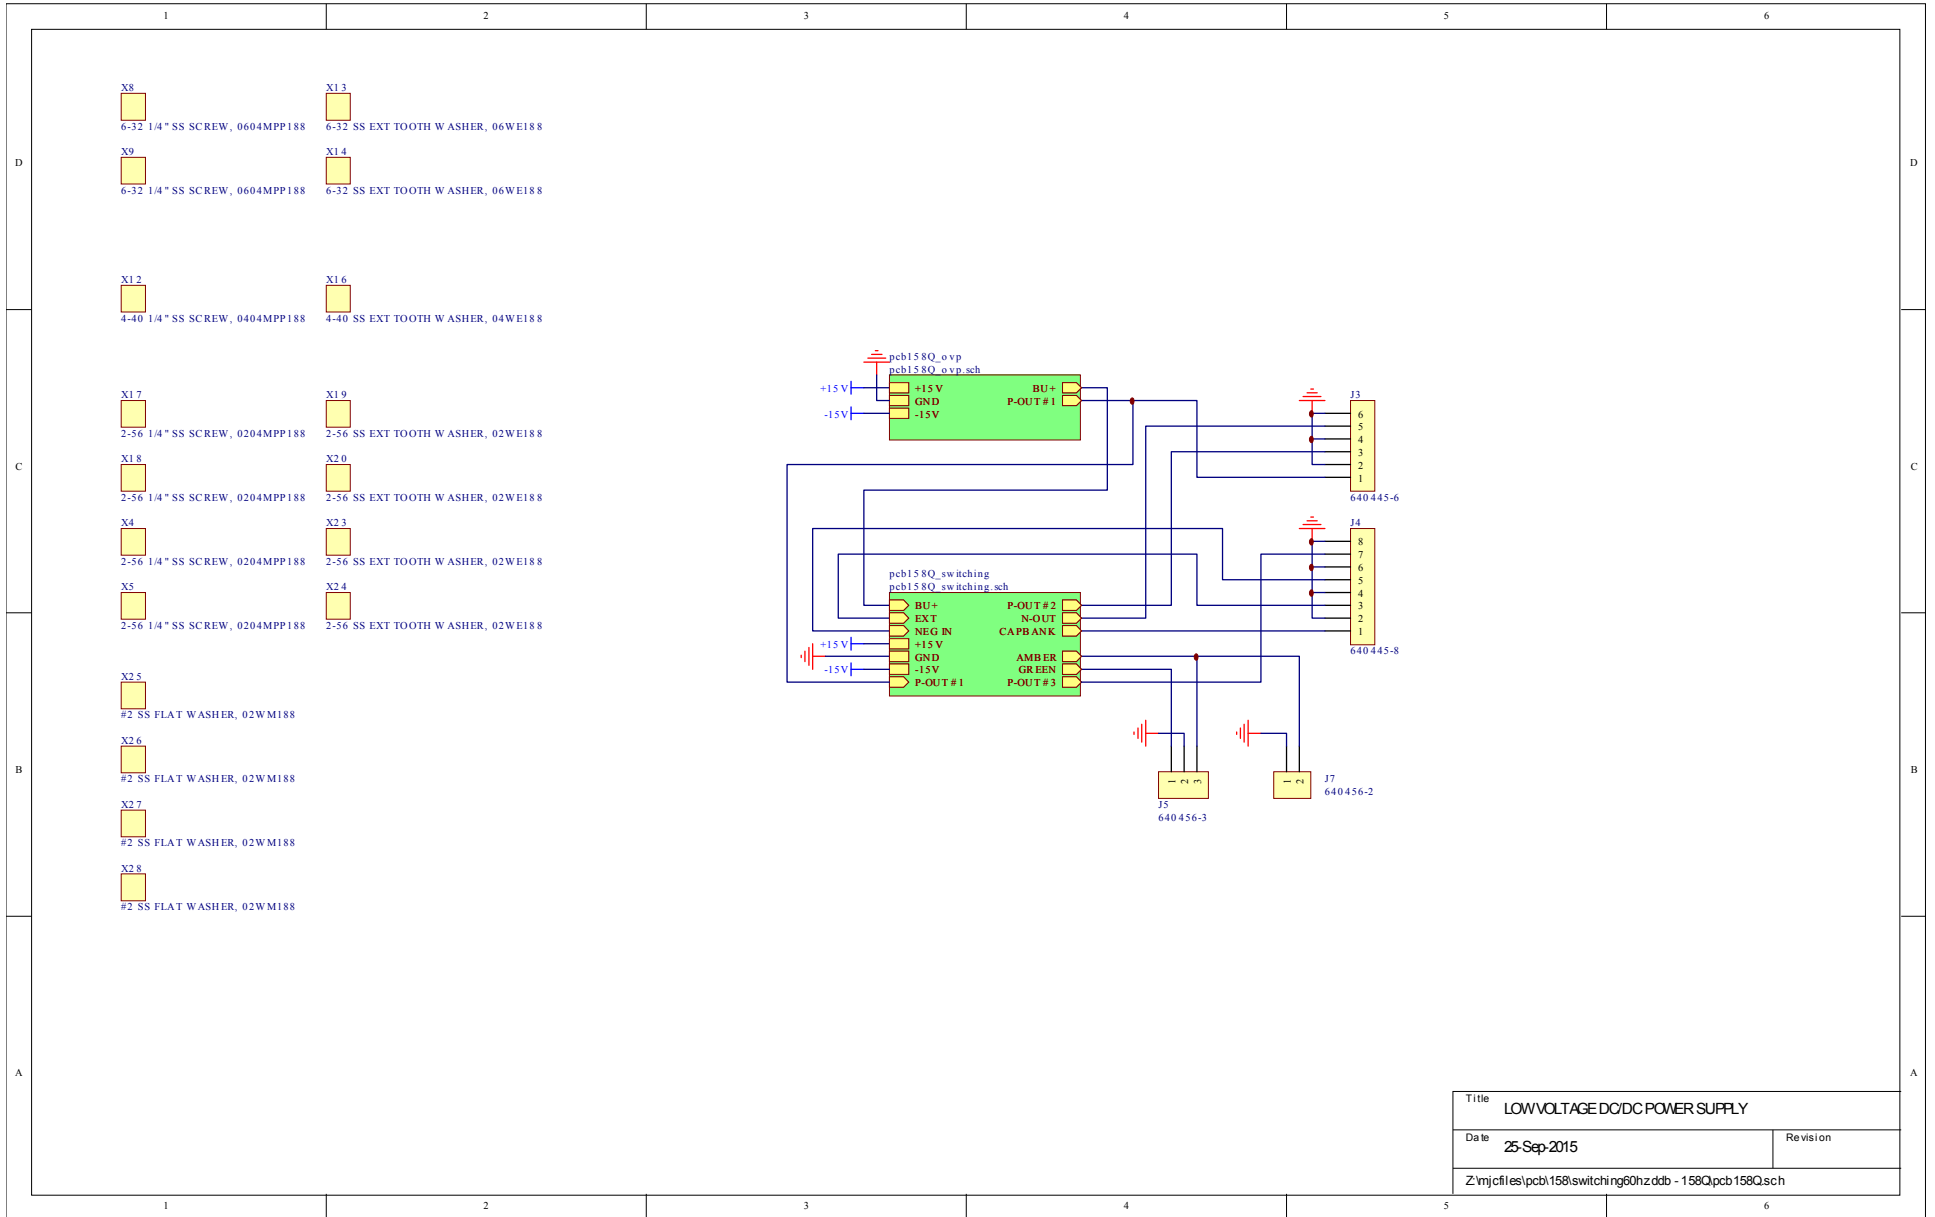 1 2 3 4 5 6
D D
C C
B B
A A
X8
6-32 1/4" SS SCREW, 0604MPP188
X13
6-32 SS EXT TOOTH WASHER, 06WE188
X9
6-32 1/4" SS SCREW, 0604MPP188
X14
6-32 SS EXT TOOTH WASHER, 06WE188
X12
4-40 1/4" SS SCREW, 0404MPP188
X16
4-40 SS EXT TOOTH WASHER, 04WE188
X17
2-56 1/4" SS SCREW, 0204MPP188
X19
2-56 SS EXT TOOTH WASHER, 02WE188
X18
2-56 1/4" SS SCREW, 0204MPP188
X20
2-56 SS EXT TOOTH WASHER, 02WE188
X4
2-56 1/4" SS SCREW, 0204MPP188
X23
2-56 SS EXT TOOTH WASHER, 02WE188
X5
2-56 1/4" SS SCREW, 0204MPP188
X24
2-56 SS EXT TOOTH WASHER, 02WE188
X25
#2 SS FLAT WASHER, 02WM188
X26
#2 SS FLAT WASHER, 02WM188
X27
#2 SS FLAT WASHER, 02WM188
X28
#2 SS FLAT WASHER, 02WM188
pcb158Q_ovp
pcb158Q_ovp.sch
+15V +15V BU+
GND P-OUT#1
-15V -15V
J3
6
5
4
3
2
1
640445-6
J4
8
7
6
5
4
3
2
1
640445-8
pcb158Q_switching
pcb158Q_switching.sch
BU+ P-OUT#2
EXT N-OUT
NEG IN CAPBANK
+15V +15V
GND AMBER
-15V -15V GREEN
P-OUT#1 P-OUT#3
1 2 3
J5
640456-3
1 2
J7
640456-2
Title LOW VOLTAGE DC/DC POWER SUPPLY
Date 25-Sep-2015 Revision
Z:\mjcfiles\pcb\158\switching60hz.ddb - 158Q\pcb158Q.sch
1 2 3 4 5 6